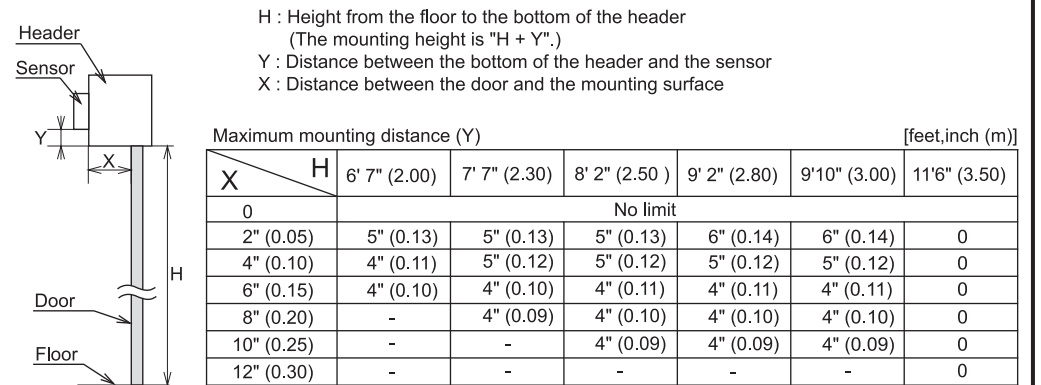 H : Height from the floor to the bottom of the header
(The mounting height is "H + Y".)
Y : Distance between the bottom of the header and the sensor
X : Distance between the door and the mounting surface
Header
Sensor
Y
X
H
Door
Floor
Maximum mounting distance (Y) [feet,inch (m)]
X H 6' 7" (2.00) 7' 7" (2.30) 8' 2" (2.50 ) 9' 2" (2.80) 9'10" (3.00) 11'6" (3.50)
0 No limit
2" (0.05) 5" (0.13) 5" (0.13) 5" (0.13) 6" (0.14) 6" (0.14) 0
4" (0.10) 4" (0.11) 5" (0.12) 5" (0.12) 5" (0.12) 5" (0.12) 0
6" (0.15) 4" (0.10) 4" (0.10) 4" (0.11) 4" (0.11) 4" (0.11) 0
8" (0.20) - 4" (0.09) 4" (0.10) 4" (0.10) 4" (0.10) 0
10" (0.25) - - 4" (0.09) 4" (0.09) 4" (0.09) 0
12" (0.30) - - - - - 0